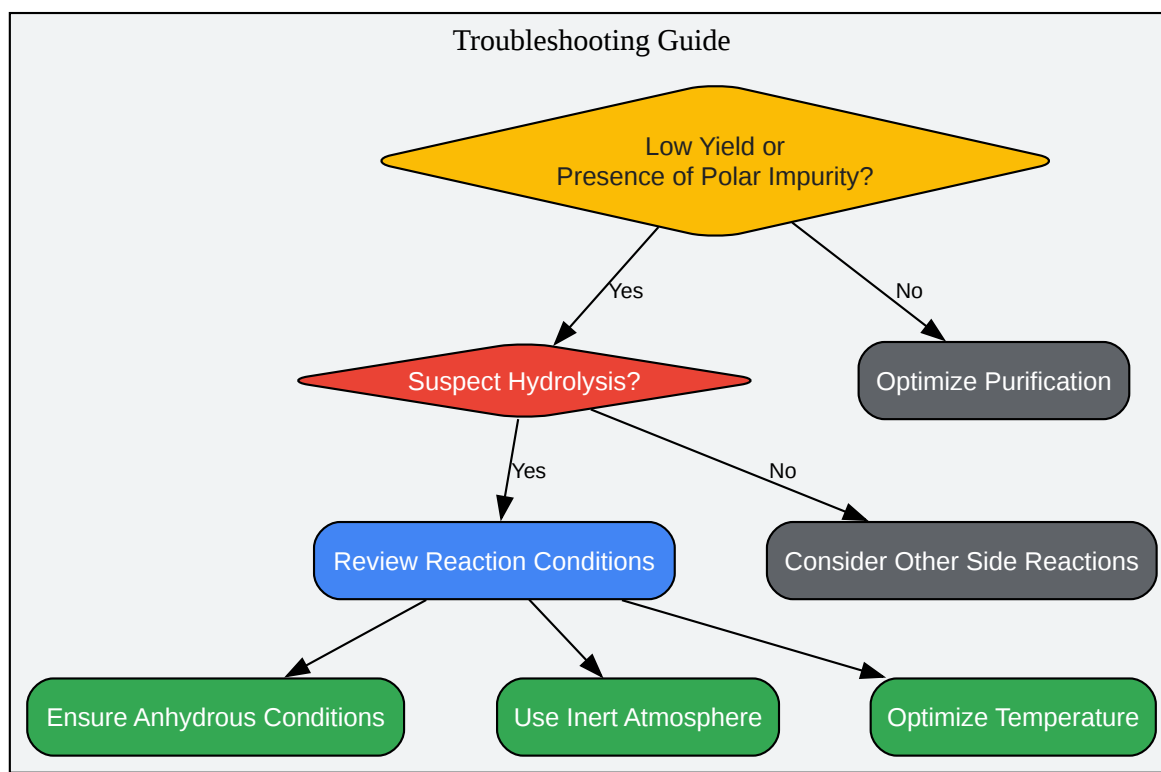 Troubleshooting Guide
Low Yield or
Presence of Polar Impurity?
Yes
No
Suspect Hydrolysis?
Optimize Purification
Yes
No
Review Reaction Conditions
Consider Other Side Reactions
Ensure Anhydrous Conditions
Use Inert Atmosphere
Optimize Temperature